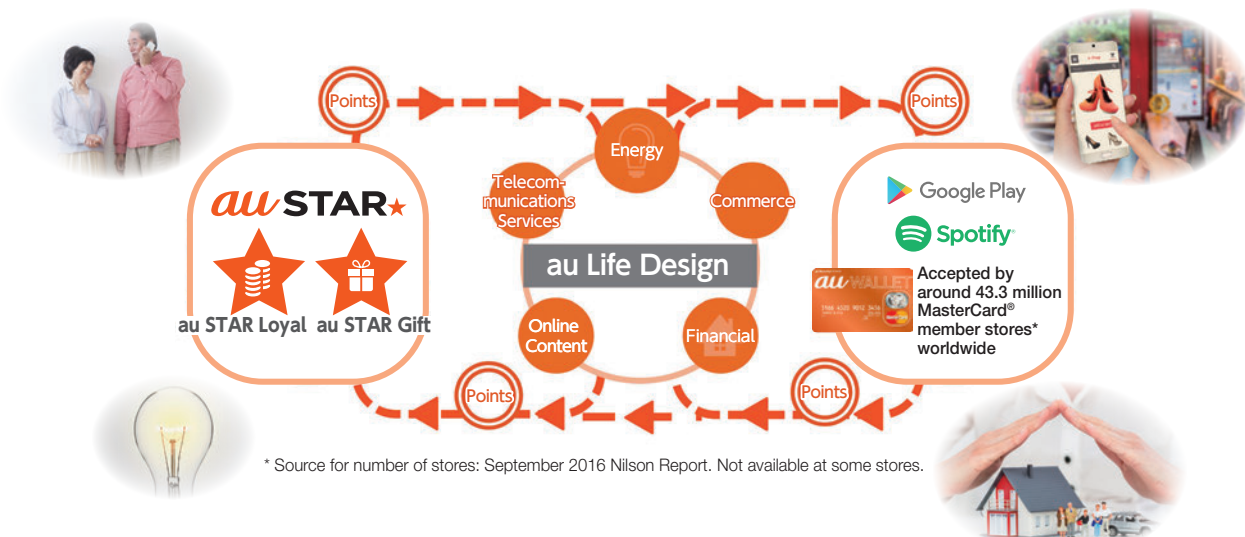 Points
Points
Energy
Telecom-
munications
Services
Commerce
au STAR
au STAR Loyal
au STAR Gift
au Life Design
Google Play
Spotify
au WALLET
Accepted by
around 43.3 million
MasterCard®
member stores*
worldwide
Online
Content
Financial
Points
Points
* Source for number of stores: September 2016 Nilson Report. Not available at some stores.